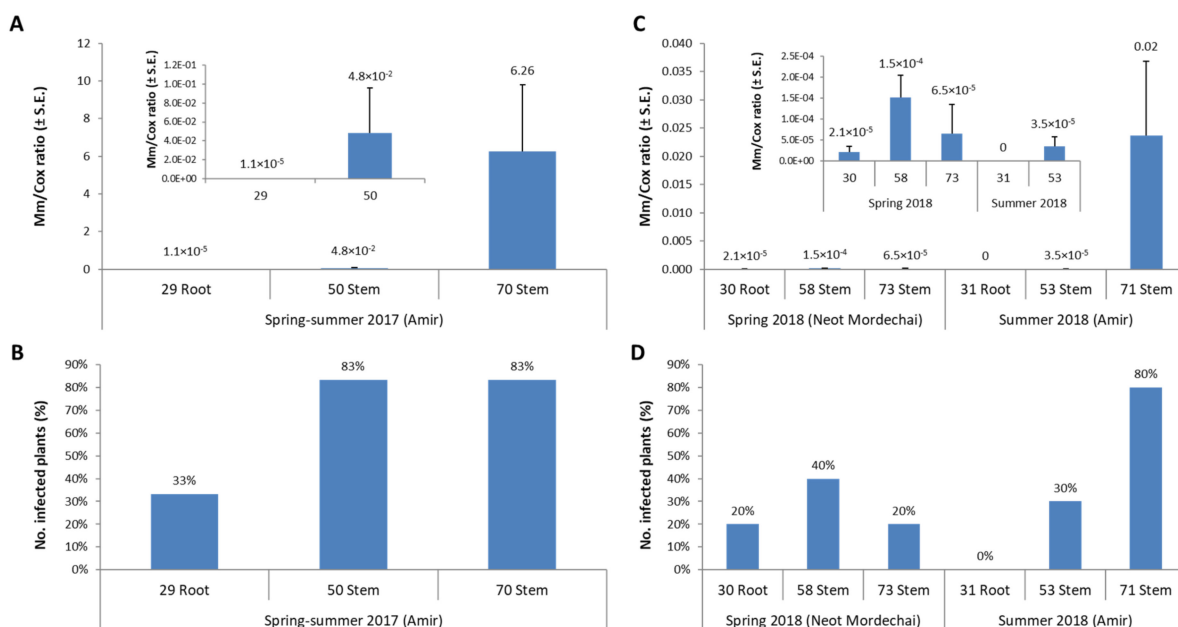 A
Mm/Cox ratio (± S.E.)
12
10
8
6
4
2
0
Mm/Cox ratio (± S.E.)
1.2E-01
1.0E-01
8.0E-02
6.0E-02
4.0E-02
2.0E-02
0.0E+00
1.1×10⁻⁵
4.8×10⁻²
29
50
6.26
1.1×10⁻⁵
4.8×10⁻²
29 Root
50 Stem
70 Stem
Spring-summer 2017 (Amir)
C
Mm/Cox ratio (± S.E.)
0.040
0.035
0.030
0.025
0.020
0.015
0.010
0.005
0.000
Mm/Cox ratio (± S.E.)
2.5E-04
2.0E-04
1.5E-04
1.0E-04
5.0E-05
0.0E+00
2.1×10⁻⁵
1.5×10⁻⁴
6.5×10⁻⁵
0
3.5×10⁻⁵
30
58
73
31
53
Spring 2018
Summer 2018
0.02
2.1×10⁻⁵
1.5×10⁻⁴
6.5×10⁻⁵
0
3.5×10⁻⁵
30 Root
58 Stem
73 Stem
31 Root
53 Stem
71 Stem
Spring 2018 (Neot Mordechai)
Summer 2018 (Amir)
B
No. infected plants (%)
90%
80%
70%
60%
50%
40%
30%
20%
10%
0%
33%
83%
83%
29 Root
50 Stem
70 Stem
Spring-summer 2017 (Amir)
D
No. infected plants (%)
90%
80%
70%
60%
50%
40%
30%
20%
10%
0%
20%
40%
20%
0%
30%
80%
30 Root
58 Stem
73 Stem
31 Root
53 Stem
71 Stem
Spring 2018 (Neot Mordechai)
Summer 2018 (Amir)